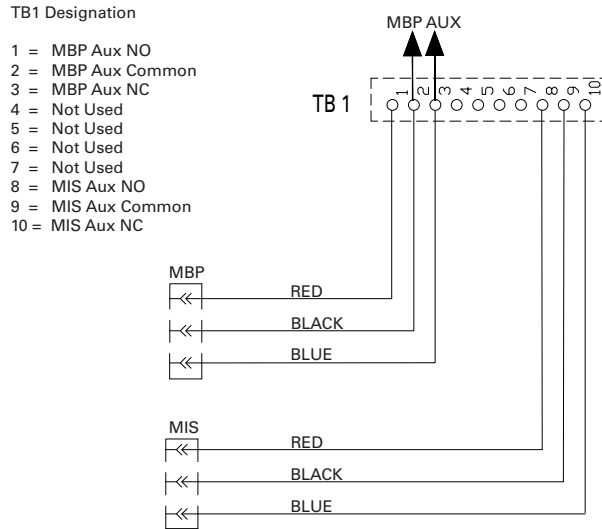 TB1 Designation
1 = MBP Aux NO
2 = MBP Aux Common
3 = MBP Aux NC
4 = Not Used
5 = Not Used
6 = Not Used
7 = Not Used
8 = MIS Aux NO
9 = MIS Aux Common
10 = MIS Aux NC
MBP AUX
TB 1
1 2 3 4 5 6 7 8 9 10
MBP
RED
BLACK
BLUE
MIS
RED
BLACK
BLUE